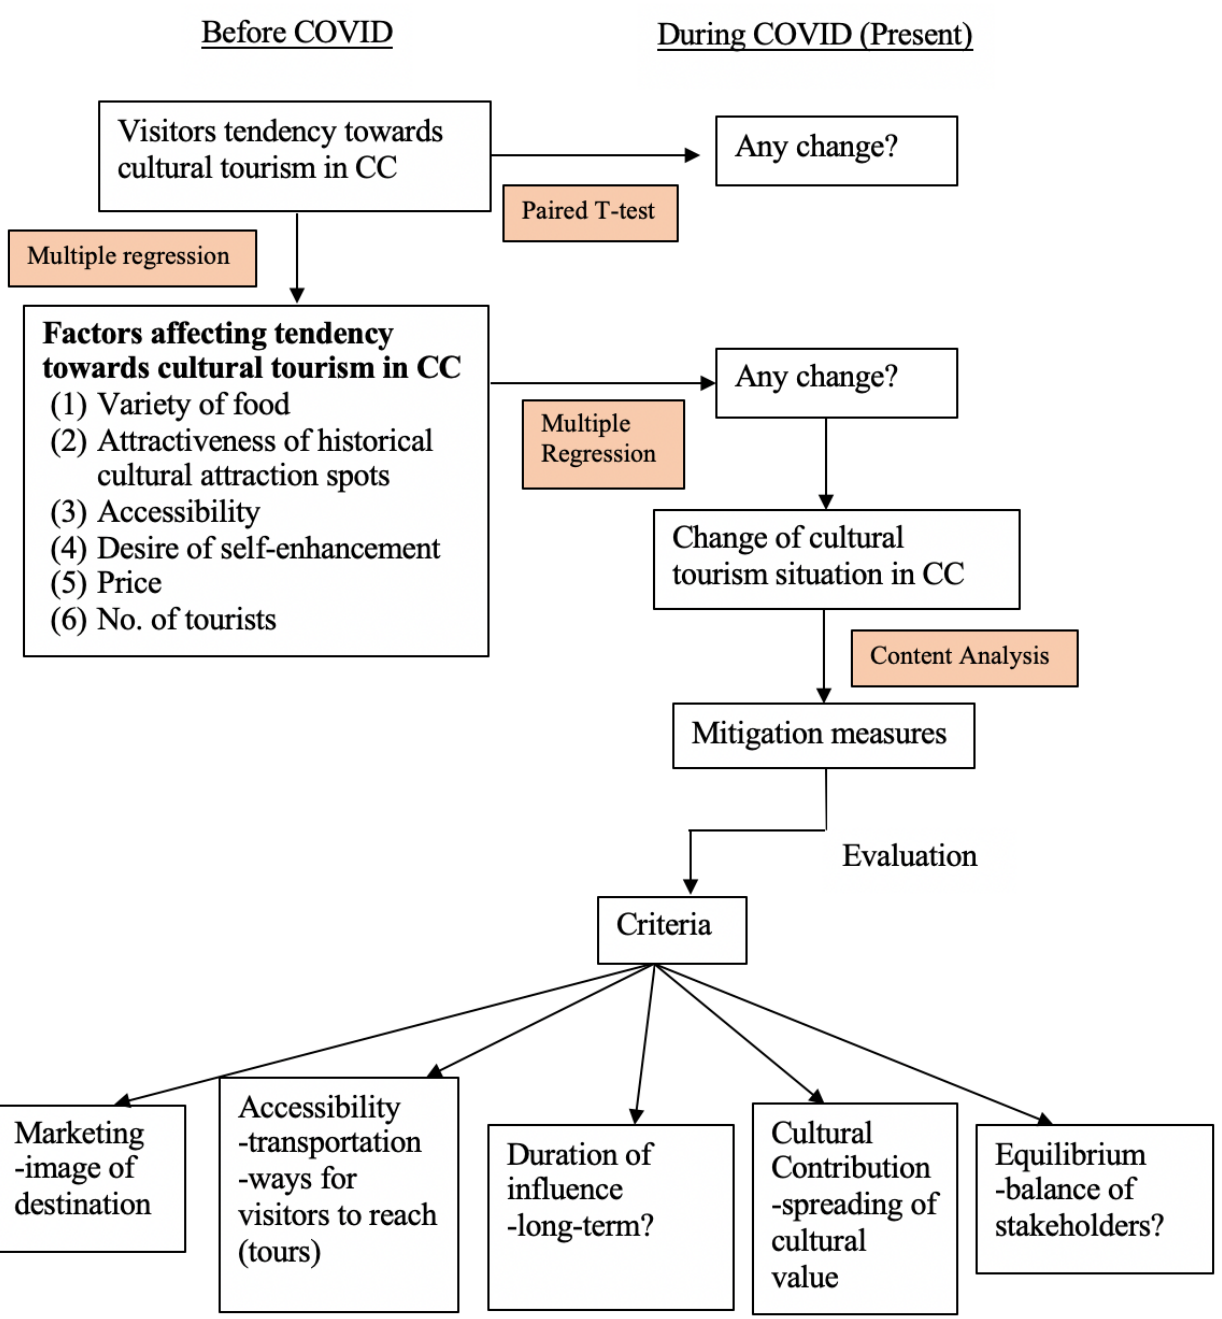 Before COVID
During COVID (Present)
Visitors tendency towards
cultural tourism in CC
Any change?
Paired T-test
Multiple regression
Factors affecting tendency
towards cultural tourism in CC
(1) Variety of food
(2) Attractiveness of historical
cultural attraction spots
(3) Accessibility
(4) Desire of self-enhancement
(5) Price
(6) No. of tourists
Any change?
Multiple
Regression
Change of cultural
tourism situation in CC
Content Analysis
Mitigation measures
Evaluation
Criteria
Marketing
-image of
destination
Accessibility
-transportation
-ways for
visitors to reach
(tours)
Duration of
influence
-long-term?
Cultural
Contribution
-spreading of
cultural
value
Equilibrium
-balance of
stakeholders?